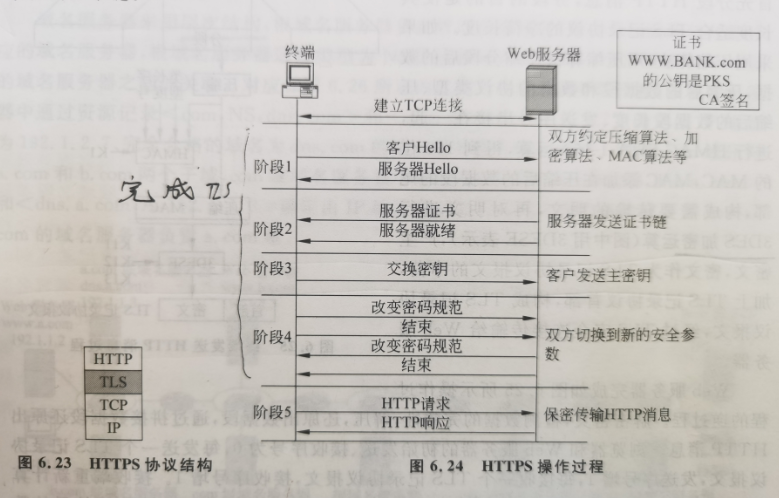 终端
Web服务器
证书
WWW.BANK.com
的公钥是PKS
CA签名
建立TCP连接
阶段1
客户Hello
服务器Hello
双方约定压缩算法、加
密算法、MAC算法等
完成 TLS
阶段2
服务器证书
服务器就绪
服务器发送证书链
阶段3
交换密钥
客户发送主密钥
阶段4
改变密码规范
结束
改变密码规范
结束
双方切换到新的安全参
数
阶段5
HTTP请求
HTTP响应
保密传输HTTP消息
HTTP
TLS
TCP
IP
图 6.23 HTTPS 协议结构
图 6.24 HTTPS 操作过程